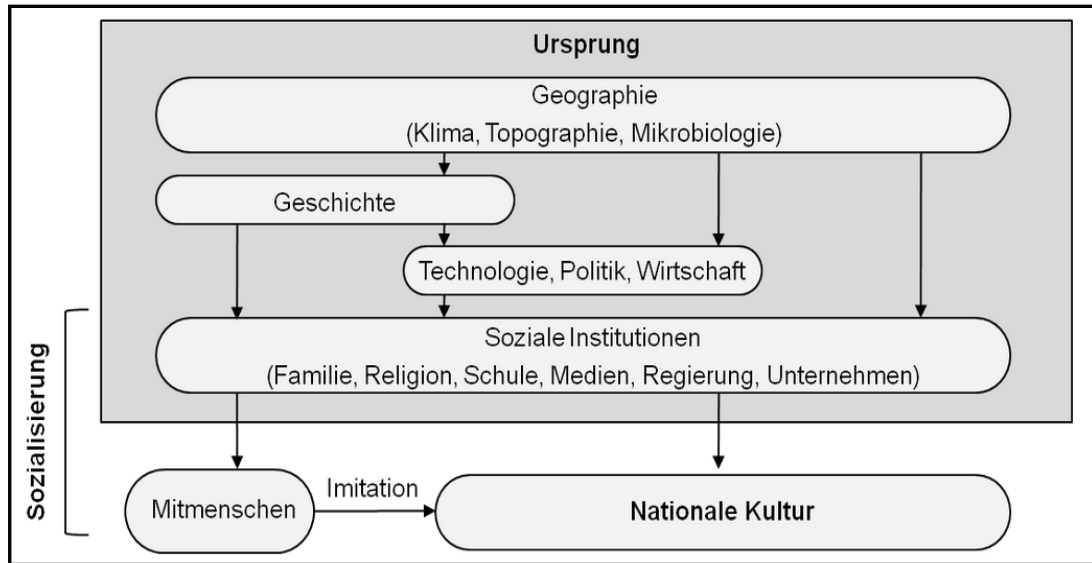 Ursprung
Geographie
(Klima, Topographie, Mikrobiologie)
Geschichte
Technologie, Politik, Wirtschaft
Soziale Institutionen
(Familie, Religion, Schule, Medien, Regierung, Unternehmen)
Sozialisierung
Mitmenschen
Imitation
Nationale Kultur